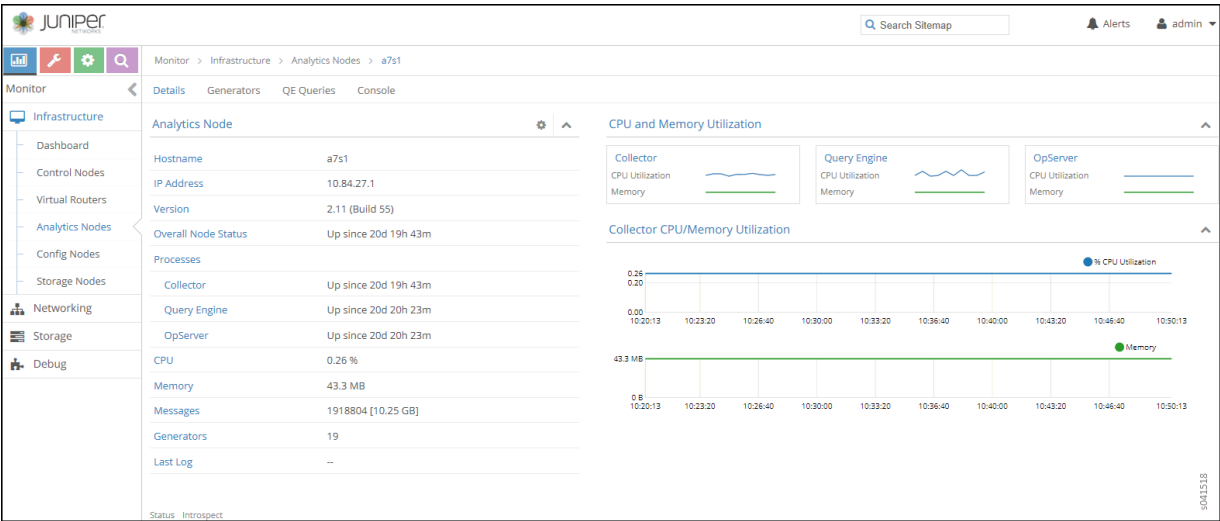 JUNIPEr
NETWORKS
Search Sitemap
Alerts
admin
Monitor > Infrastructure > Analytics Nodes > a7s1
Monitor
Details Generators QE Queries Console
Infrastructure
Dashboard
Control Nodes
Virtual Routers
Analytics Nodes
Config Nodes
Storage Nodes
Networking
Storage
Debug
Analytics Node
Hostname a7s1
IP Address 10.84.27.1
Version 2.11 (Build 55)
Overall Node Status Up since 20d 19h 43m
Processes
Collector Up since 20d 19h 43m
Query Engine Up since 20d 20h 23m
OpServer Up since 20d 20h 23m
CPU 0.26 %
Memory 43.3 MB
Messages 1918804 [10.25 GB]
Generators 19
Last Log --
Status Introspect
CPU and Memory Utilization
Collector
CPU Utilization
Memory
Query Engine
CPU Utilization
Memory
OpServer
CPU Utilization
Memory
Collector CPU/Memory Utilization
% CPU Utilization
0.26
0.20
0.00
10:20:13 10:23:20 10:26:40 10:30:00 10:33:20 10:36:40 10:40:00 10:43:20 10:46:40 10:50:13
Memory
43.3 MB
0 B
10:20:13 10:23:20 10:26:40 10:30:00 10:33:20 10:36:40 10:40:00 10:43:20 10:46:40 10:50:13
s041518